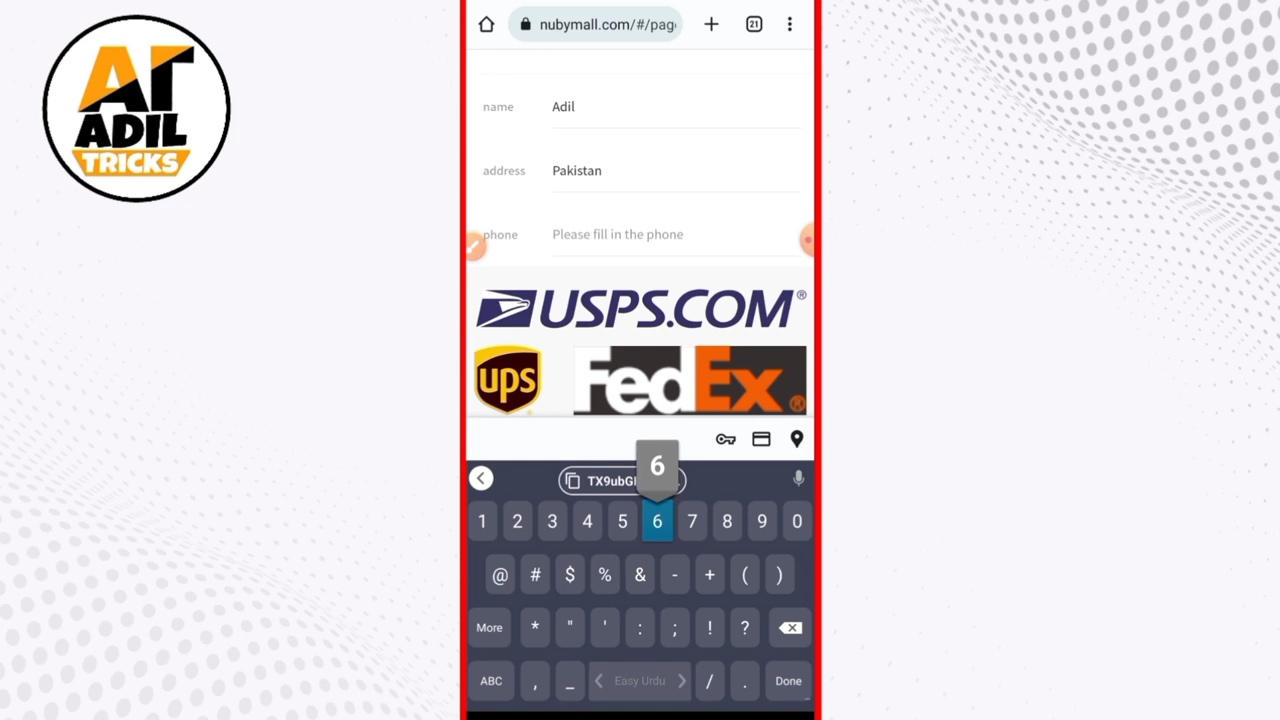 AT
ADIL
TRICKS
nubymall.com/#/pag
21
name Adil
address Pakistan
phone Please fill in the phone
USPS.COM®
ups FedEx®
6
TX9ubG
1 2 3 4 5 6 7 8 9 0
@ # $ % & - + ( )
More * " ' : ; ! ?
ABC , _ Easy Urdu / . Done